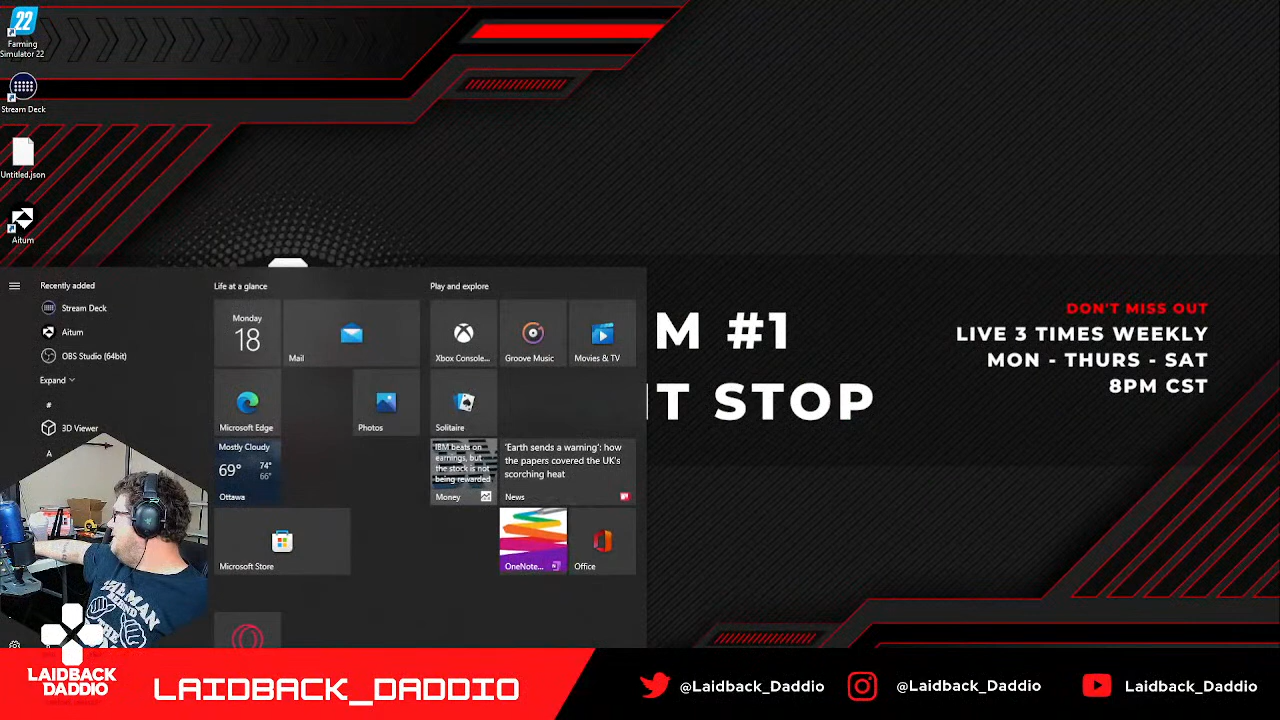 Farming
Simulator 22
Stream Deck
Untitled.json
Aitum
Recently added
Stream Deck
Aitum
OBS Studio (64bit)
Expand
#
3D Viewer
A
Life at a glance
Monday
18
Mail
Microsoft Edge
Photos
Mostly Cloudy
69° 74°
66°
Ottawa
Microsoft Store
Play and explore
Xbox Console...
Groove Music
Movies & TV
Solitaire
IBM beats on
earnings, but
the stock is not
being rewarded
Money
'Earth sends a warning': how
the papers covered the UK's
scorching heat
News
OneNote...
Office
M #1
IT STOP
DON'T MISS OUT
LIVE 3 TIMES WEEKLY
MON - THURS - SAT
8PM CST
LAIDBACK
DADDIO
LAIDBACK_DADDIO
@Laidback_Daddio
@Laidback_Daddio
Laidback_Daddio